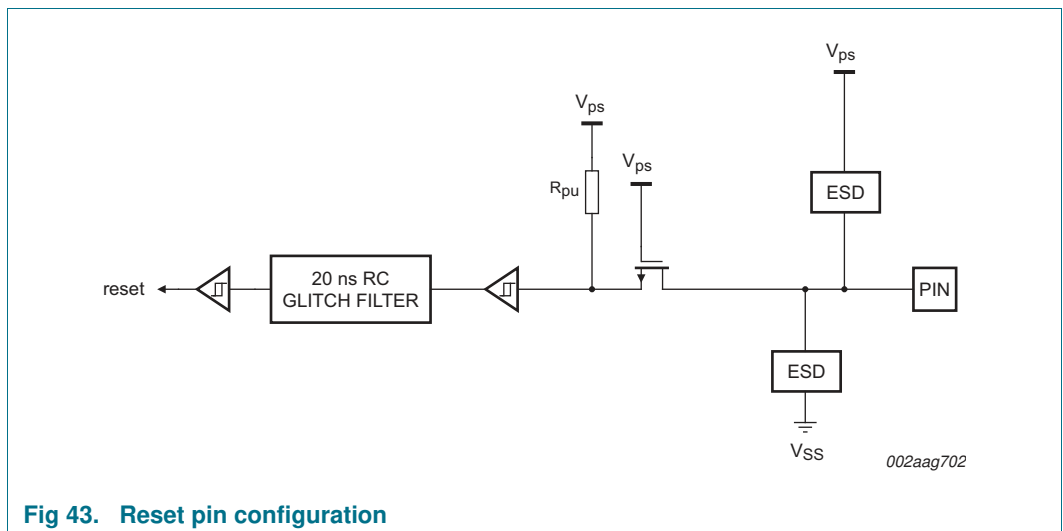 Vps
Vps
Vps
Rpu
ESD
reset
20 ns RC
GLITCH FILTER
PIN
ESD
VSS
002aag702
Fig 43. Reset pin configuration